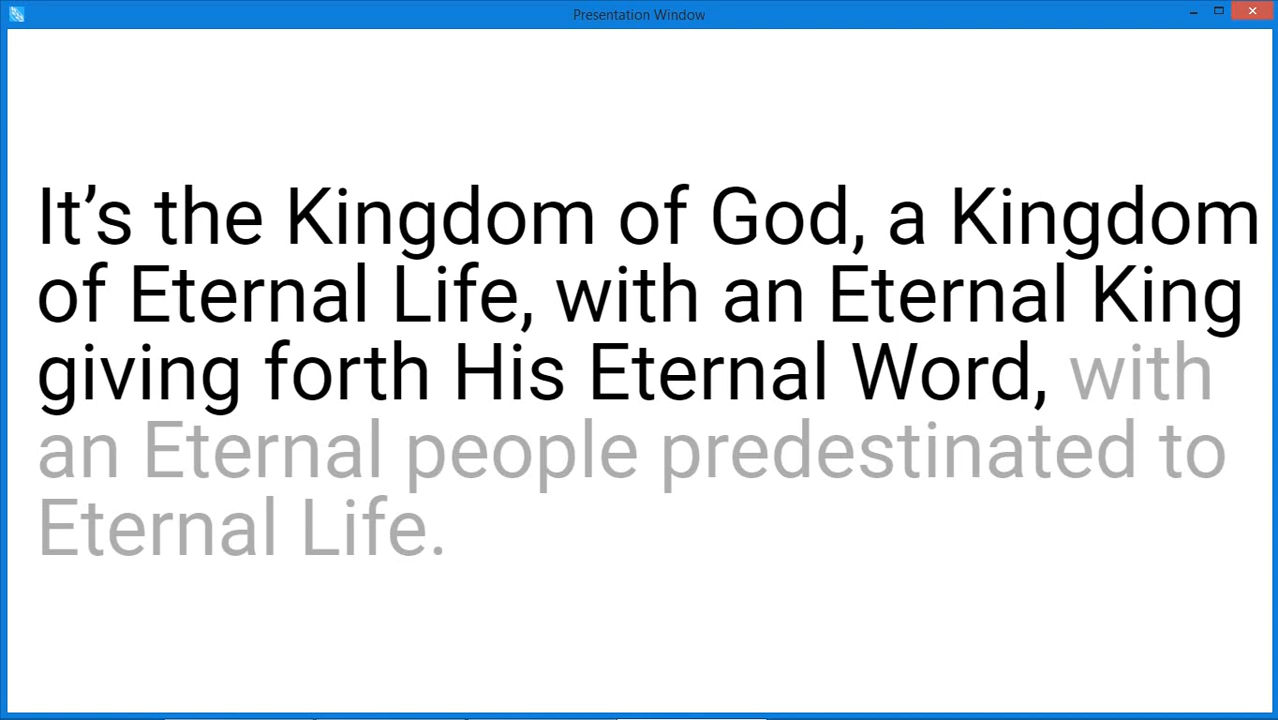 Presentation Window
It’s the Kingdom of God, a Kingdom
of Eternal Life, with an Eternal King
giving forth His Eternal Word, with
an Eternal people predestinated to
Eternal Life.